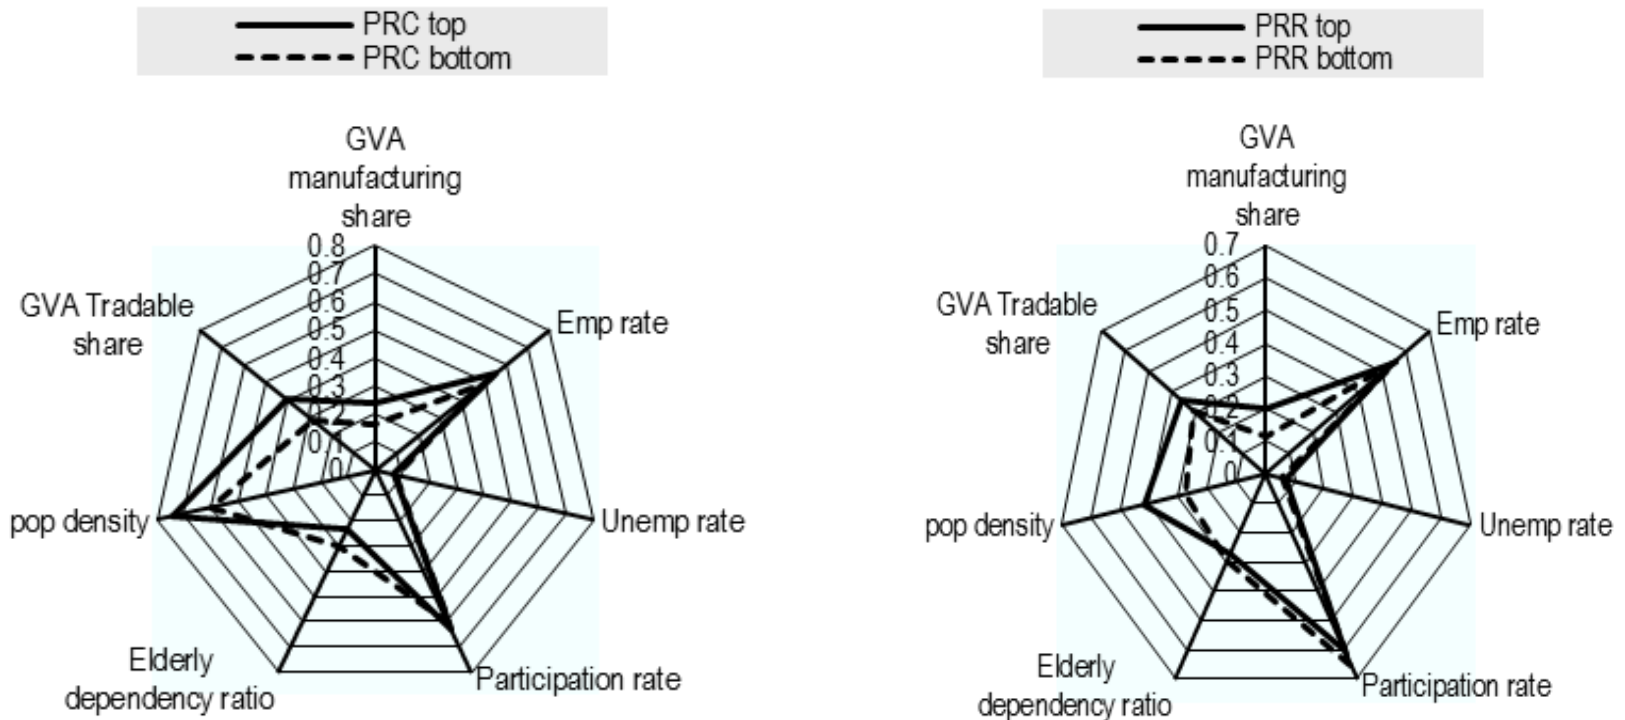 PRC top
PRC bottom
GVA
manufacturing
share
0.8
0.7
0.6
0.5
0.4
0.3
0.2
0.1
0
Emp rate
Unemp rate
Participation rate
Elderly
dependency ratio
pop density
GVA Tradable
share
PRR top
PRR bottom
GVA
manufacturing
share
0.7
0.6
0.5
0.4
0.3
0.2
0.1
0
Emp rate
Unemp rate
Participation rate
Elderly
dependency ratio
pop density
GVA Tradable
share